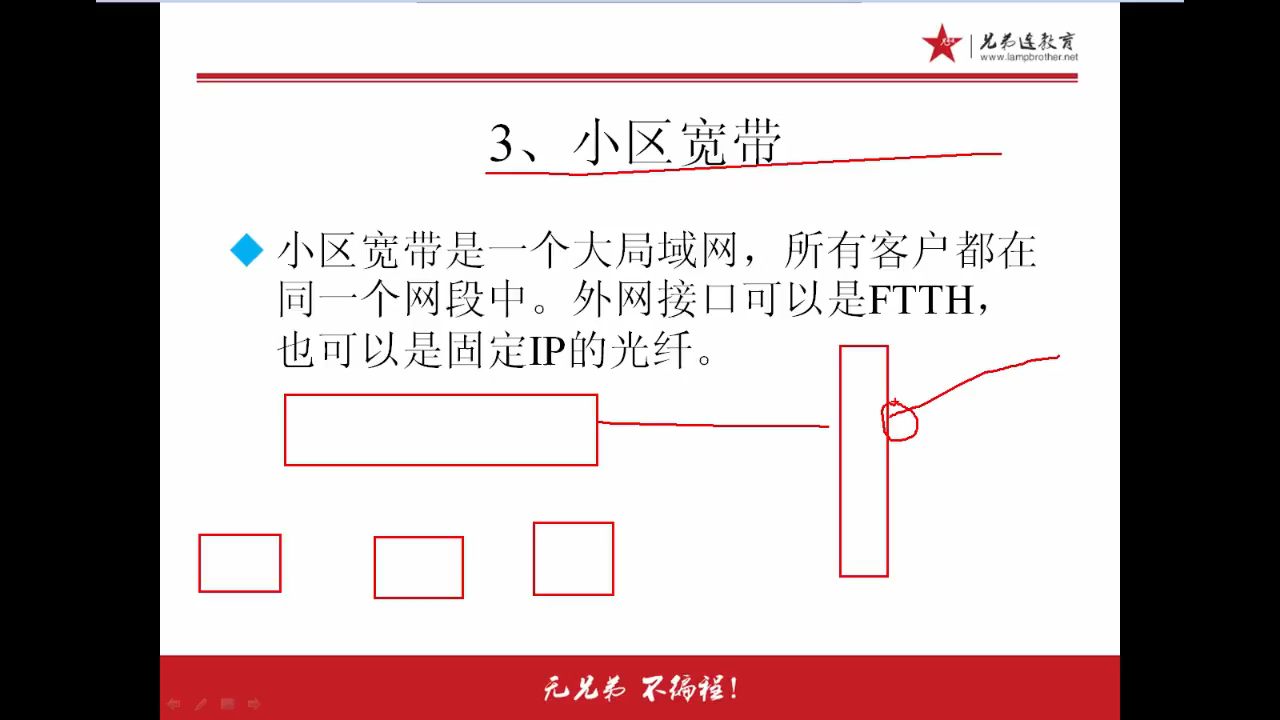 兄弟连教育
www.lampbrother.net
3、小区宽带
小区宽带是一个大局域网，所有客户都在
同一个网段中。外网接口可以是FTTH，
也可以是固定IP的光纤。
无兄弟 不编程！